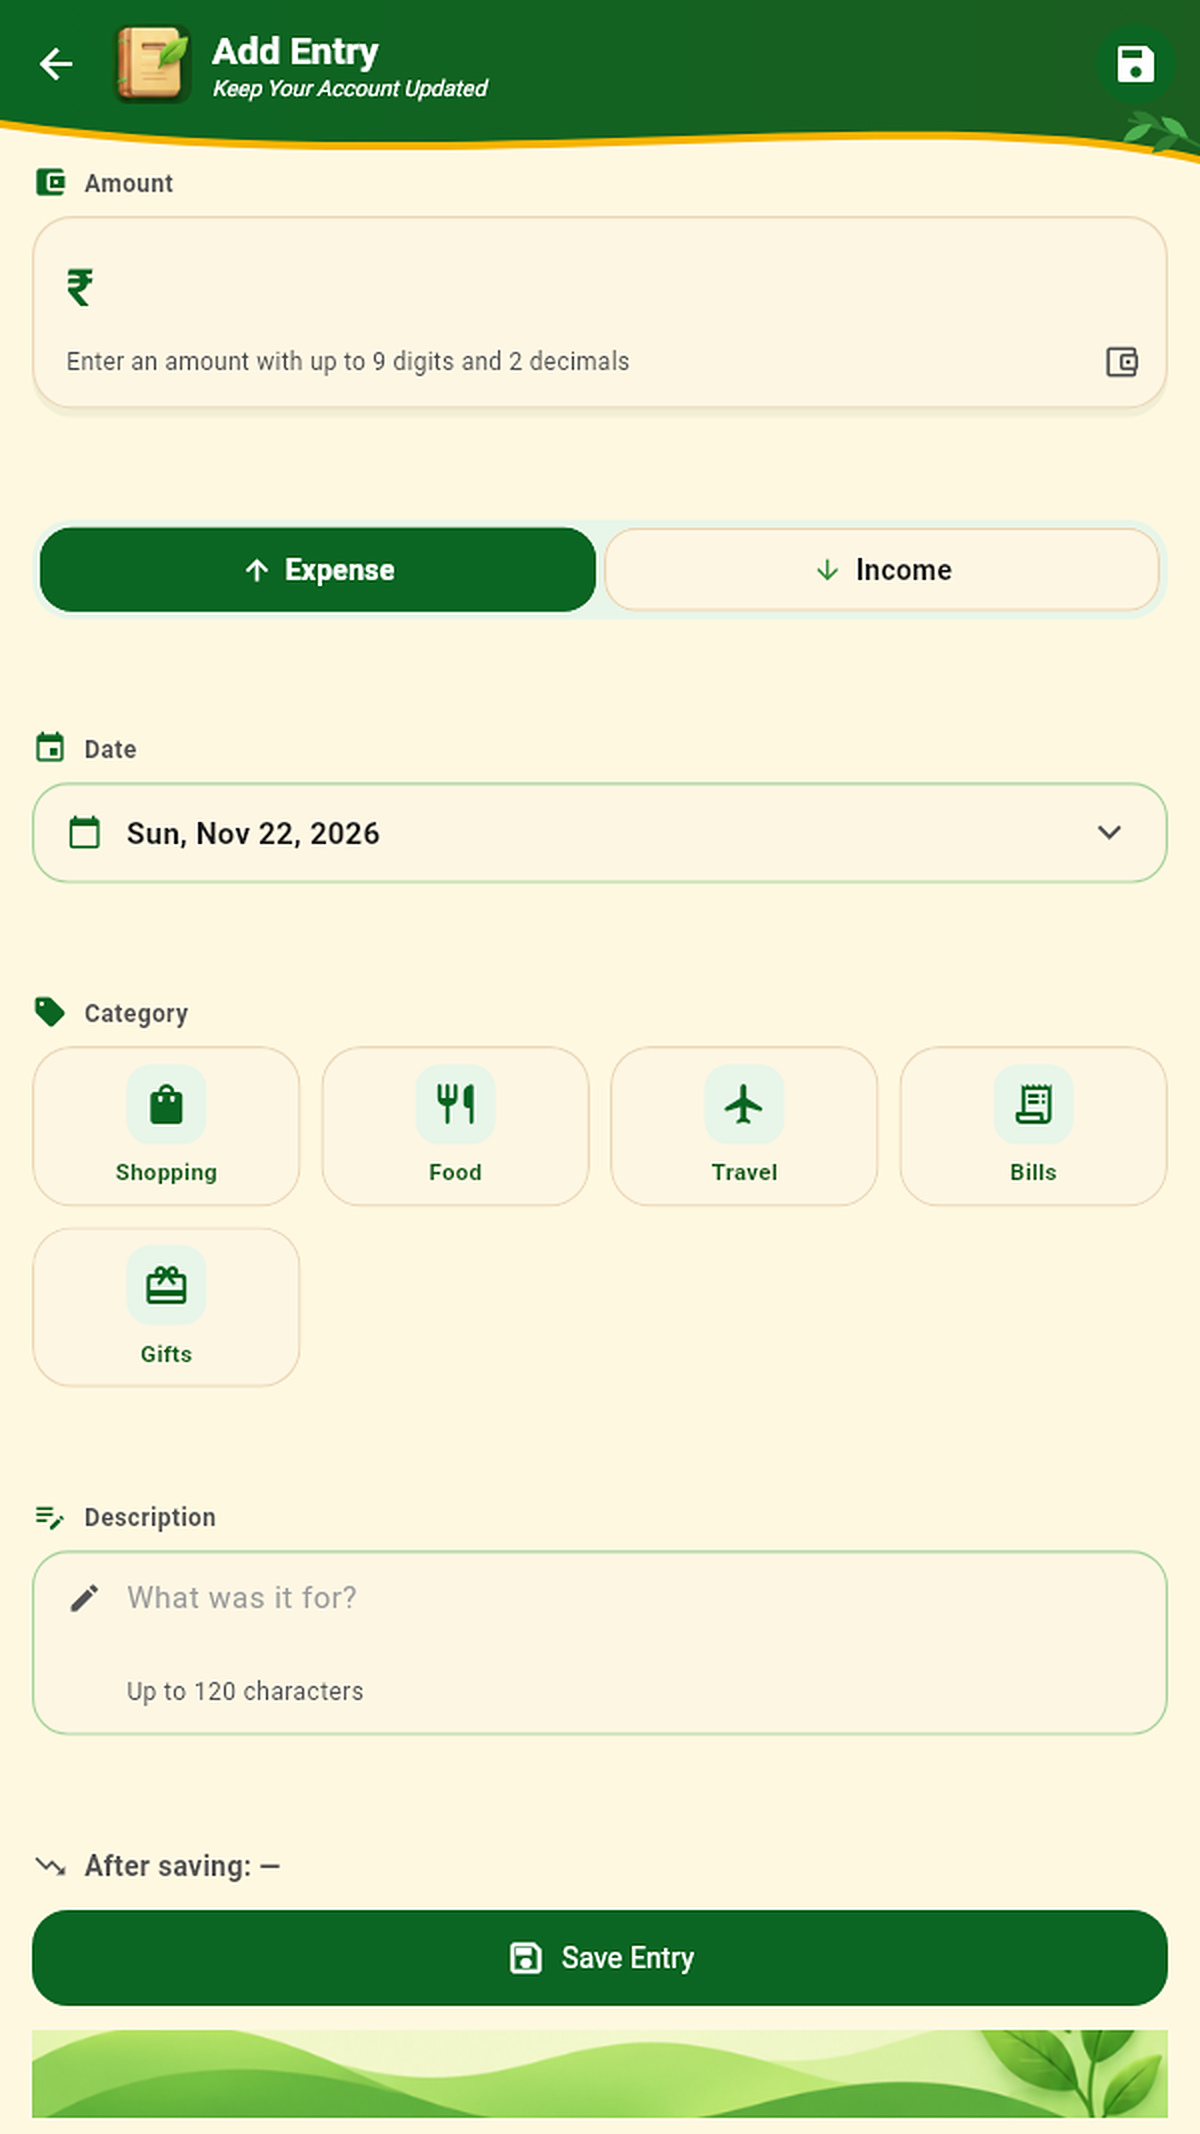 Add Entry
Keep Your Account Updated
Amount
₹
Enter an amount with up to 9 digits and 2 decimals
Expense
Income
Date
Sun, Nov 22, 2026
Category
Shopping
Food
Travel
Bills
Gifts
Description
What was it for?
Up to 120 characters
After saving: —
Save Entry